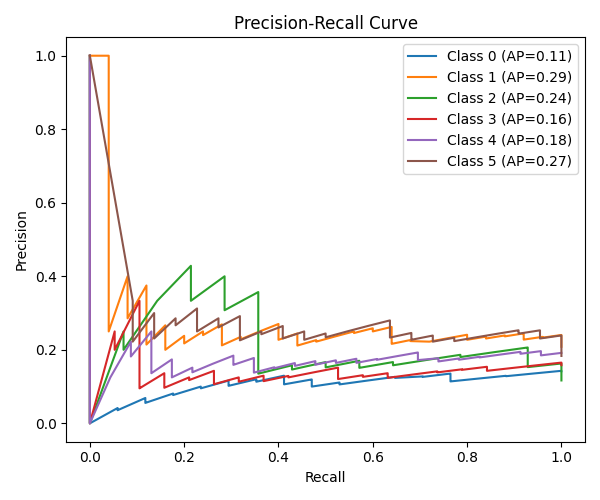 Precision-Recall Curve
Precision
1.0
0.8
0.6
0.4
0.2
0.0
Class 0 (AP=0.11)
Class 1 (AP=0.29)
Class 2 (AP=0.24)
Class 3 (AP=0.16)
Class 4 (AP=0.18)
Class 5 (AP=0.27)
0.0 0.2 0.4 0.6 0.8 1.0
Recall